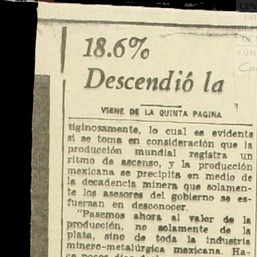 18.6%
Descendió la
VIENE DE LA QUINTA PAGINA
tiginosamente, lo cual es evidente
si se toma en consideración que la
producción mundial registra un
ritmo de ascenso, y la producción
mexicana se precipita en medio de
la decadencia minera que solamen-
te los asesores del gobierno se es-
fuerzan en desconocer.
"Pasemos ahora al valor de la
producción, no solamente de la
plata, sino de toda la industria
minero-metalúrgica mexicana. Ha-